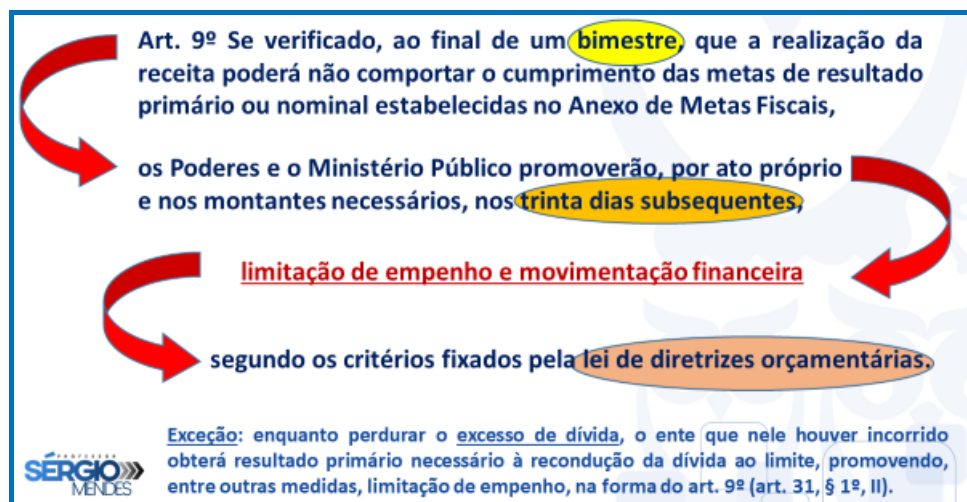 Art. 9º Se verificado, ao final de um bimestre, que a realização da
receita poderá não comportar o cumprimento das metas de resultado
primário ou nominal estabelecidas no Anexo de Metas Fiscais,
os Poderes e o Ministério Público promoverão, por ato próprio
e nos montantes necessários, nos trinta dias subsequentes,
limitação de empenho e movimentação financeira
segundo os critérios fixados pela lei de diretrizes orçamentárias.
Exceção: enquanto perdurar o excesso de dívida, o ente que nele houver incorrido
obterá resultado primário necessário à recondução da dívida ao limite, promovendo,
entre outras medidas, limitação de empenho, na forma do art. 9º (art. 31, § 1º, II).
PROFESSOR
SÉRGIO
MENDES